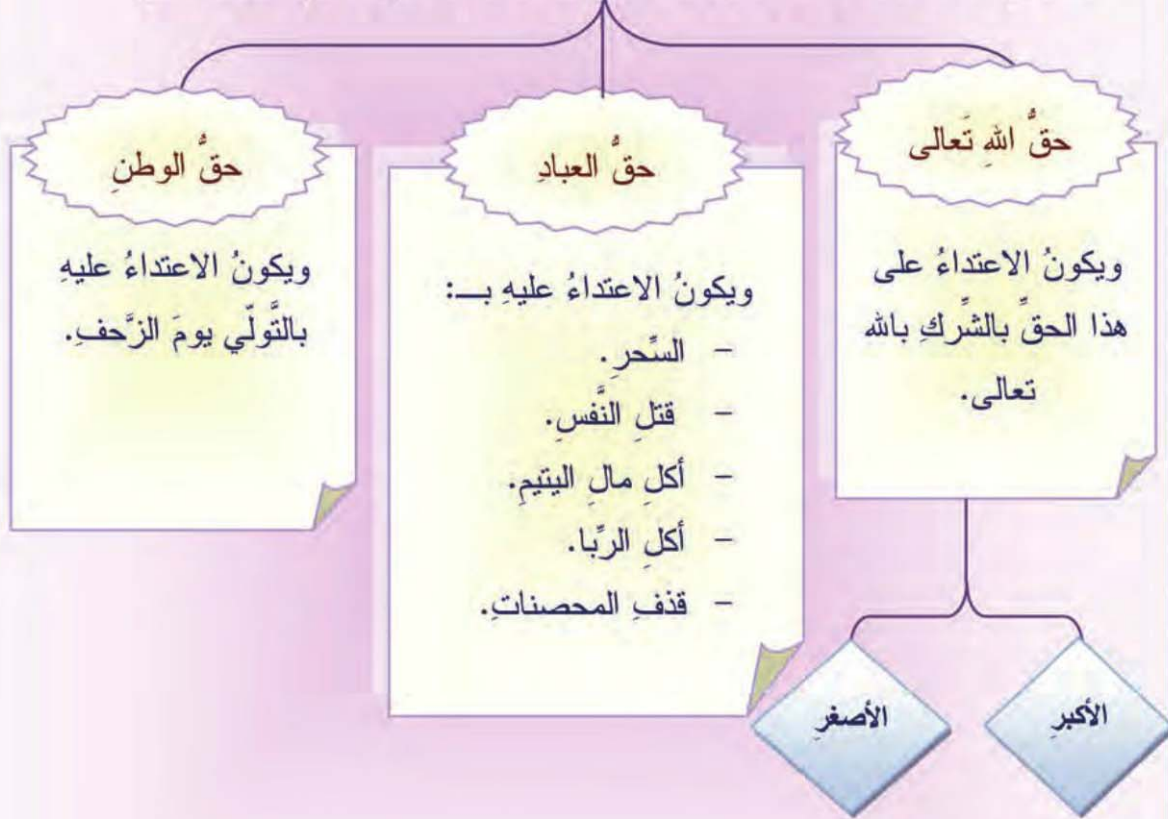 حقُّ اللهِ تَعالى
ويكونُ الاعتداءُ على
هذا الحقِّ بالشِّركِ بالله
تعالى.
الأكبرِ
الأصغرِ
حقُّ العبادِ
ويكونُ الاعتداءُ عليهِ بــ:
- السِّحرِ.
- قتلِ النَّفسِ.
- أكلِ مالِ اليتيمِ.
- أكلِ الرِّبا.
- قذفِ المحصناتِ.
حقُّ الوطنِ
ويكونُ الاعتداءُ عليهِ
بالتَّولّي يومَ الزَّحفِ.